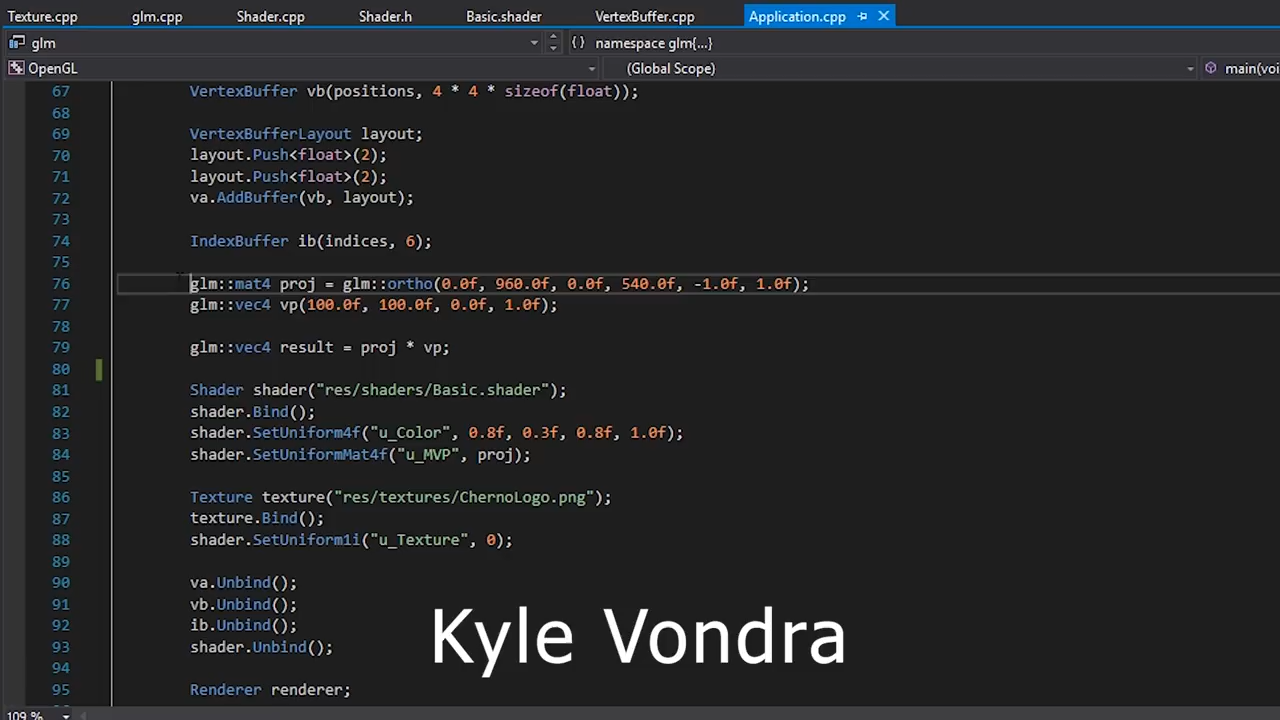 Texture.cpp glm.cpp Shader.cpp Shader.h Basic.shader VertexBuffer.cpp Application.cpp
glm {} namespace glm{...}
OpenGL (Global Scope) main(voi
67 VertexBuffer vb(positions, 4 * 4 * sizeof(float));
68
69 VertexBufferLayout layout;
70 layout.Push<float>(2);
71 layout.Push<float>(2);
72 va.AddBuffer(vb, layout);
73
74 IndexBuffer ib(indices, 6);
75
76 glm::mat4 proj = glm::ortho(0.0f, 960.0f, 0.0f, 540.0f, -1.0f, 1.0f);
77 glm::vec4 vp(100.0f, 100.0f, 0.0f, 1.0f);
78
79 glm::vec4 result = proj * vp;
80
81 Shader shader("res/shaders/Basic.shader");
82 shader.Bind();
83 shader.SetUniform4f("u_Color", 0.8f, 0.3f, 0.8f, 1.0f);
84 shader.SetUniformMat4f("u_MVP", proj);
85
86 Texture texture("res/textures/ChernoLogo.png");
87 texture.Bind();
88 shader.SetUniform1i("u_Texture", 0);
89
90 va.Unbind();
91 vb.Unbind();
92 ib.Unbind();
93 shader.Unbind();
94
95 Renderer renderer;
Kyle Vondra
109 %